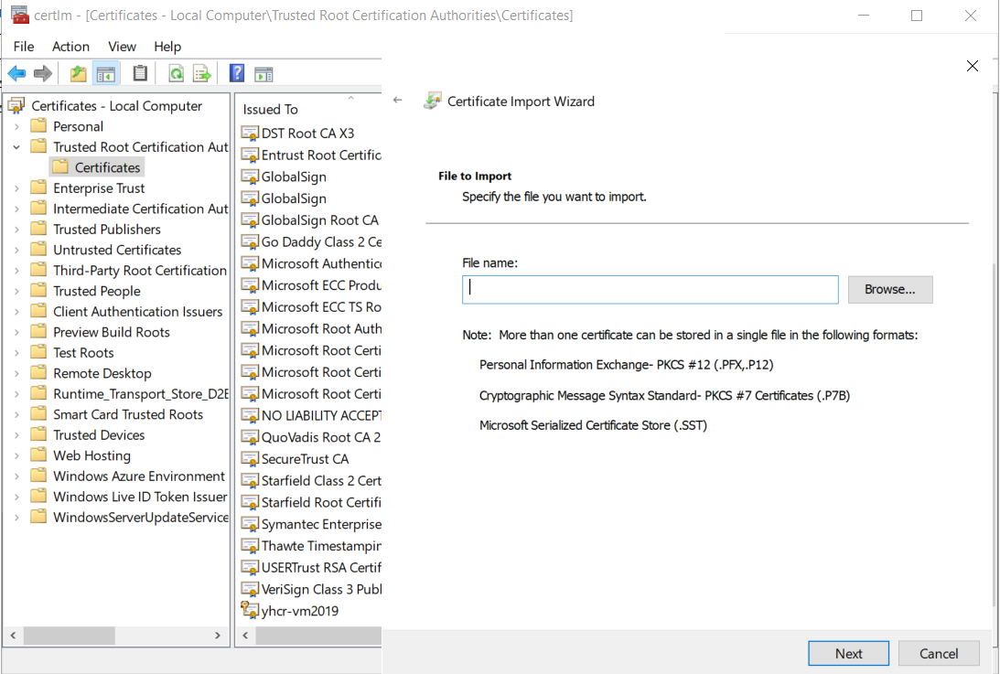 certlm - [Certificates - Local Computer\Trusted Root Certification Authorities\Certificates]
File Action View Help
Certificates - Local Computer
Personal
Trusted Root Certification Aut
Certificates
Enterprise Trust
Intermediate Certification Aut
Trusted Publishers
Untrusted Certificates
Third-Party Root Certification
Trusted People
Client Authentication Issuers
Preview Build Roots
Test Roots
Remote Desktop
Runtime_Transport_Store_D2E
Smart Card Trusted Roots
Trusted Devices
Web Hosting
Windows Azure Environment
Windows Live ID Token Issuer
WindowsServerUpdateService
Issued To
DST Root CA X3
Entrust Root Certific
GlobalSign
GlobalSign
GlobalSign Root CA
Go Daddy Class 2 Ce
Microsoft Authentic
Microsoft ECC Produ
Microsoft ECC TS Ro
Microsoft Root Auth
Microsoft Root Certi
Microsoft Root Certi
Microsoft Root Certi
NO LIABILITY ACCEPT
QuoVadis Root CA 2
SecureTrust CA
Starfield Class 2 Cert
Starfield Root Certifi
Symantec Enterprise
Thawte Timestampin
USERTrust RSA Certif
VeriSign Class 3 Publ
yhcr-vm2019
Certificate Import Wizard
File to Import
Specify the file you want to import.
File name:
Browse...
Note: More than one certificate can be stored in a single file in the following formats:
Personal Information Exchange- PKCS #12 (.PFX,.P12)
Cryptographic Message Syntax Standard- PKCS #7 Certificates (.P7B)
Microsoft Serialized Certificate Store (.SST)
Next Cancel